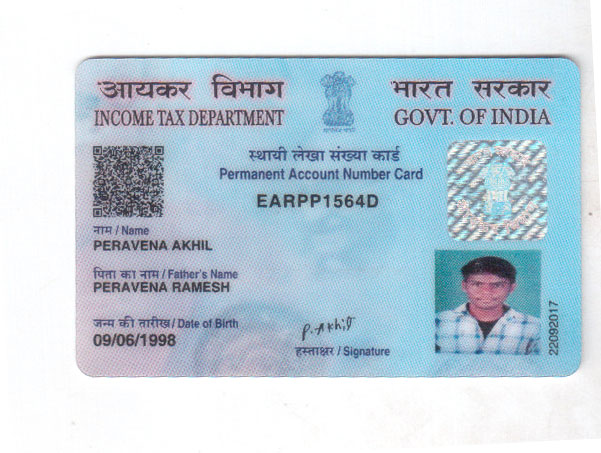 आयकर विभाग
INCOME TAX DEPARTMENT
भारत सरकार
GOVT. OF INDIA
स्थायी लेखा संख्या कार्ड
Permanent Account Number Card
EARPP1564D
नाम / Name
PERAVENA AKHIL
पिता का नाम / Father's Name
PERAVENA RAMESH
जन्म की तारीख / Date of Birth
09/06/1998
P. Akhil
हस्ताक्षर / Signature
22092017